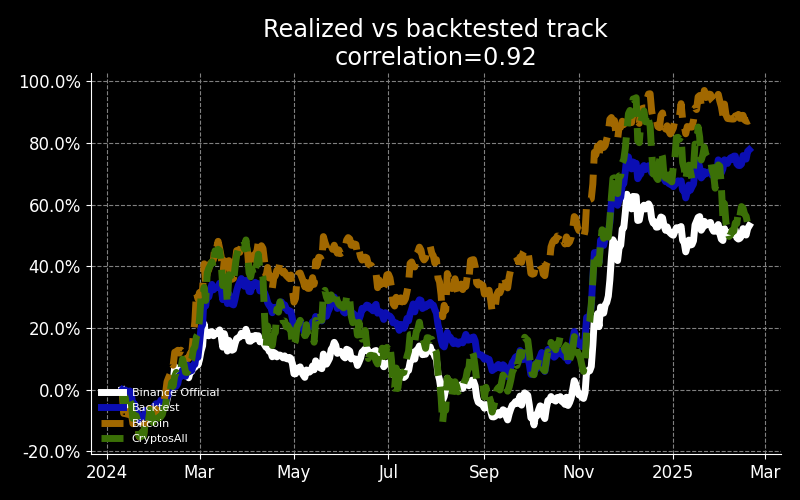 Realized vs backtested track
correlation=0.92
100.0%
80.0%
60.0%
40.0%
20.0%
0.0%
-20.0%
Binance Official
Backtest
Bitcoin
CryptosAll
2024 Mar May Jul Sep Nov 2025 Mar